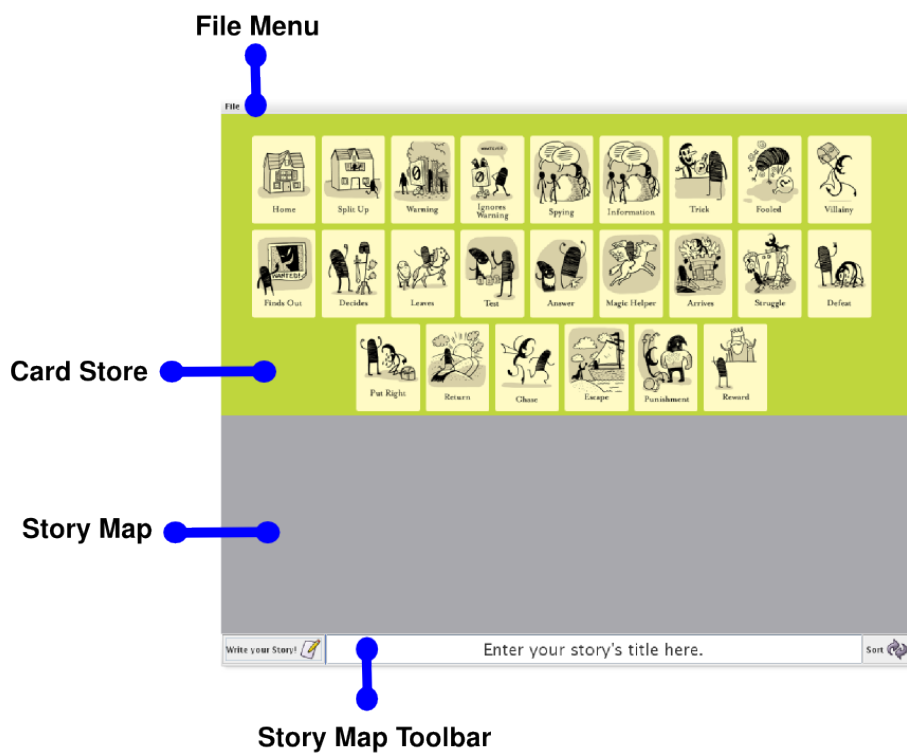 File Menu
File
WHATEVER
Home Split Up Warning Ignores Warning Spying Information Trick Fooled Villainy
WANTED!
Finds Out Decides Leaves Test Answer Magic Helper Arrives Struggle Defeat
Card Store
Put Right Return Chase Escape Punishment Reward
Story Map
Write your Story! Enter your story's title here. Sort
Story Map Toolbar